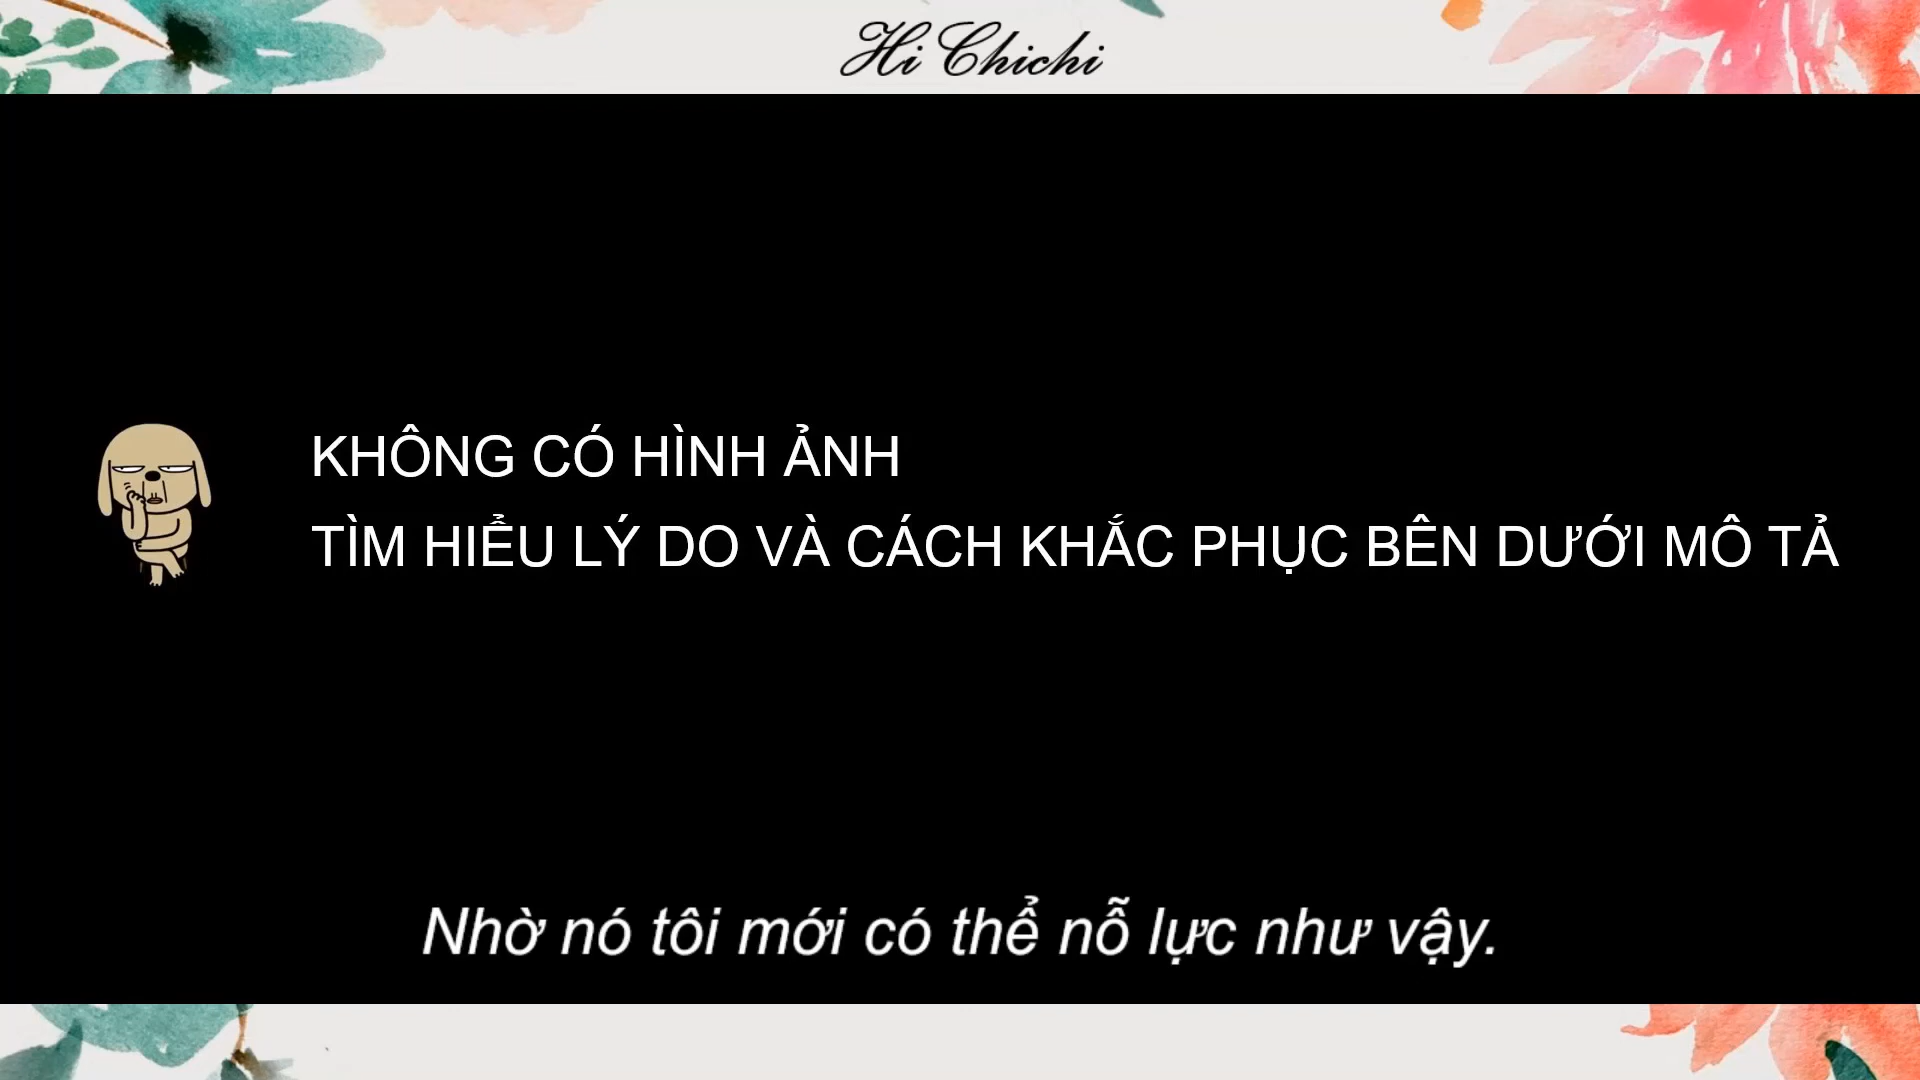 Hi Chichi
KHÔNG CÓ HÌNH ẢNH
TÌM HIỂU LÝ DO VÀ CÁCH KHẮC PHỤC BÊN DƯỚI MÔ TẢ
Nhờ nó tôi mới có thể nỗ lực như vậy.